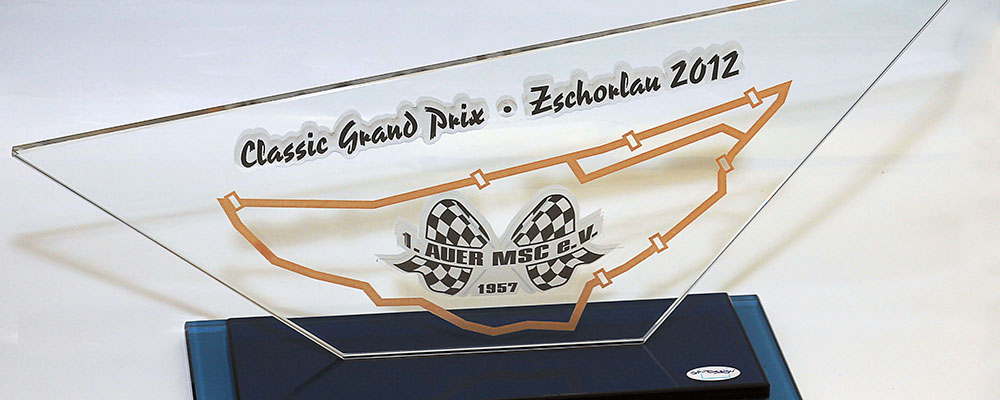 Classic Grand Prix • Zschorlau 2012
1. AUER MSC e.V.
1957